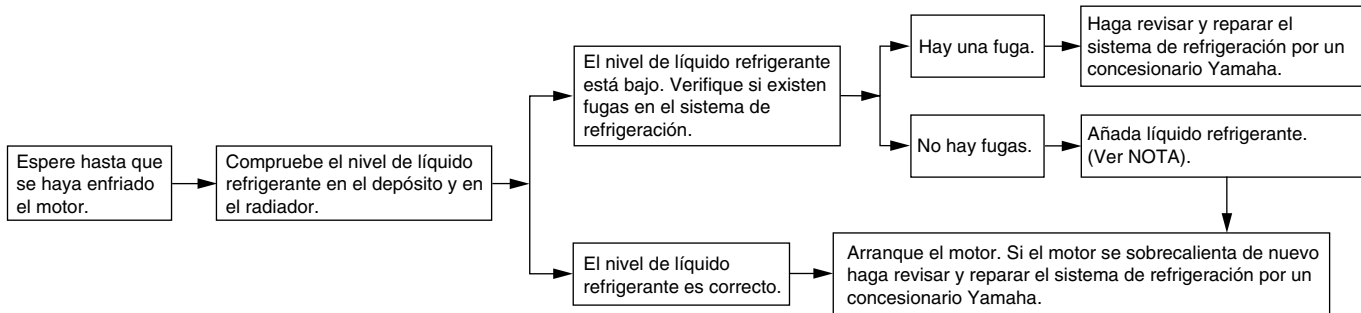 Espere hasta que
se haya enfriado
el motor.
Compruebe el nivel de líquido
refrigerante en el depósito y en
el radiador.
El nivel de líquido refrigerante
está bajo. Verifique si existen
fugas en el sistema de
refrigeración.
Hay una fuga.
Haga revisar y reparar el
sistema de refrigeración por un
concesionario Yamaha.
No hay fugas.
Añada líquido refrigerante.
(Ver NOTA).
El nivel de líquido
refrigerante es correcto.
Arranque el motor. Si el motor se sobrecalienta de nuevo
haga revisar y reparar el sistema de refrigeración por un
concesionario Yamaha.